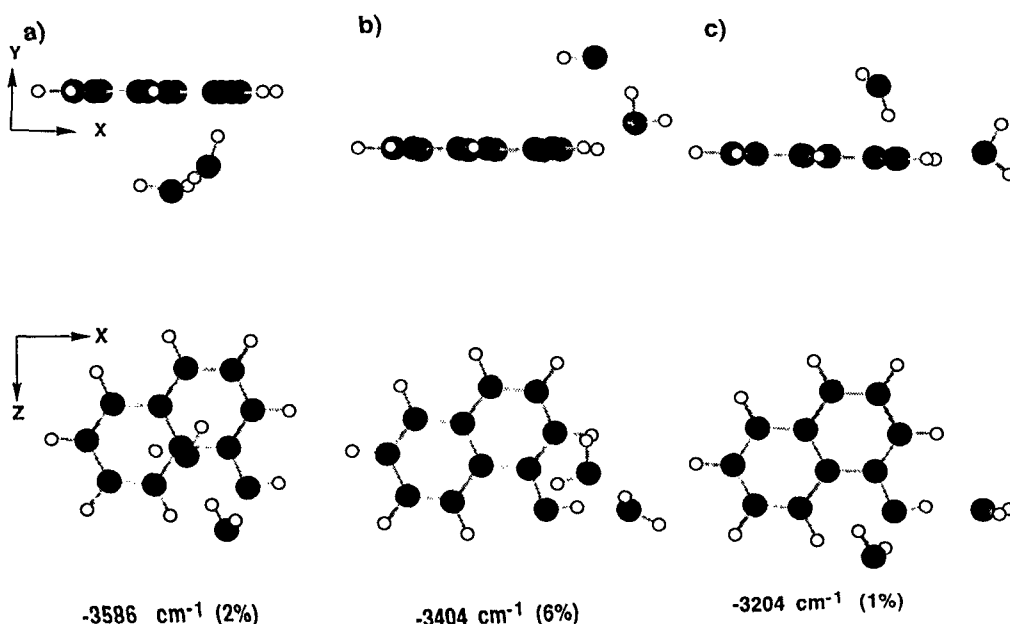 a)
b)
c)
Y
X
X
Z
-3586 cm-1 (2%)
-3404 cm-1 (6%)
-3204 cm-1 (1%)